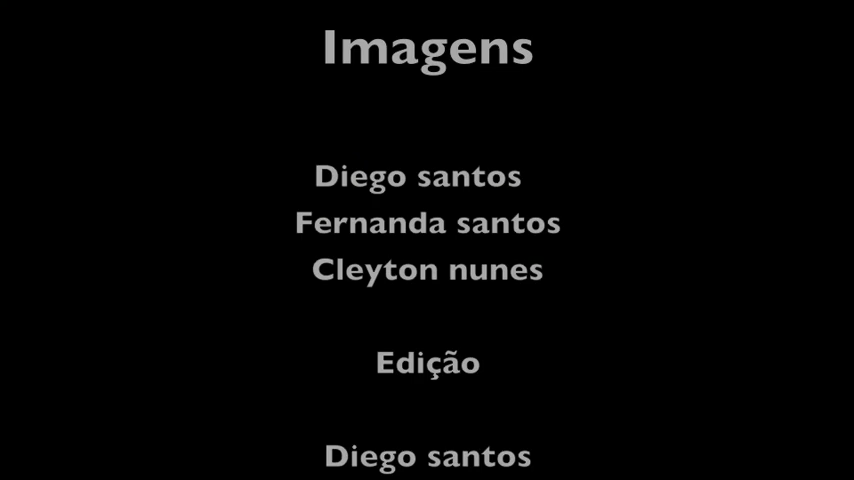 Imagens
Diego santos
Fernanda santos
Cleyton nunes
Edição
Diego santos